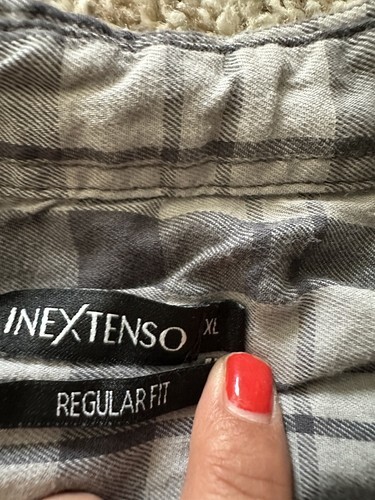 INEXTENSO XL
REGULAR FIT